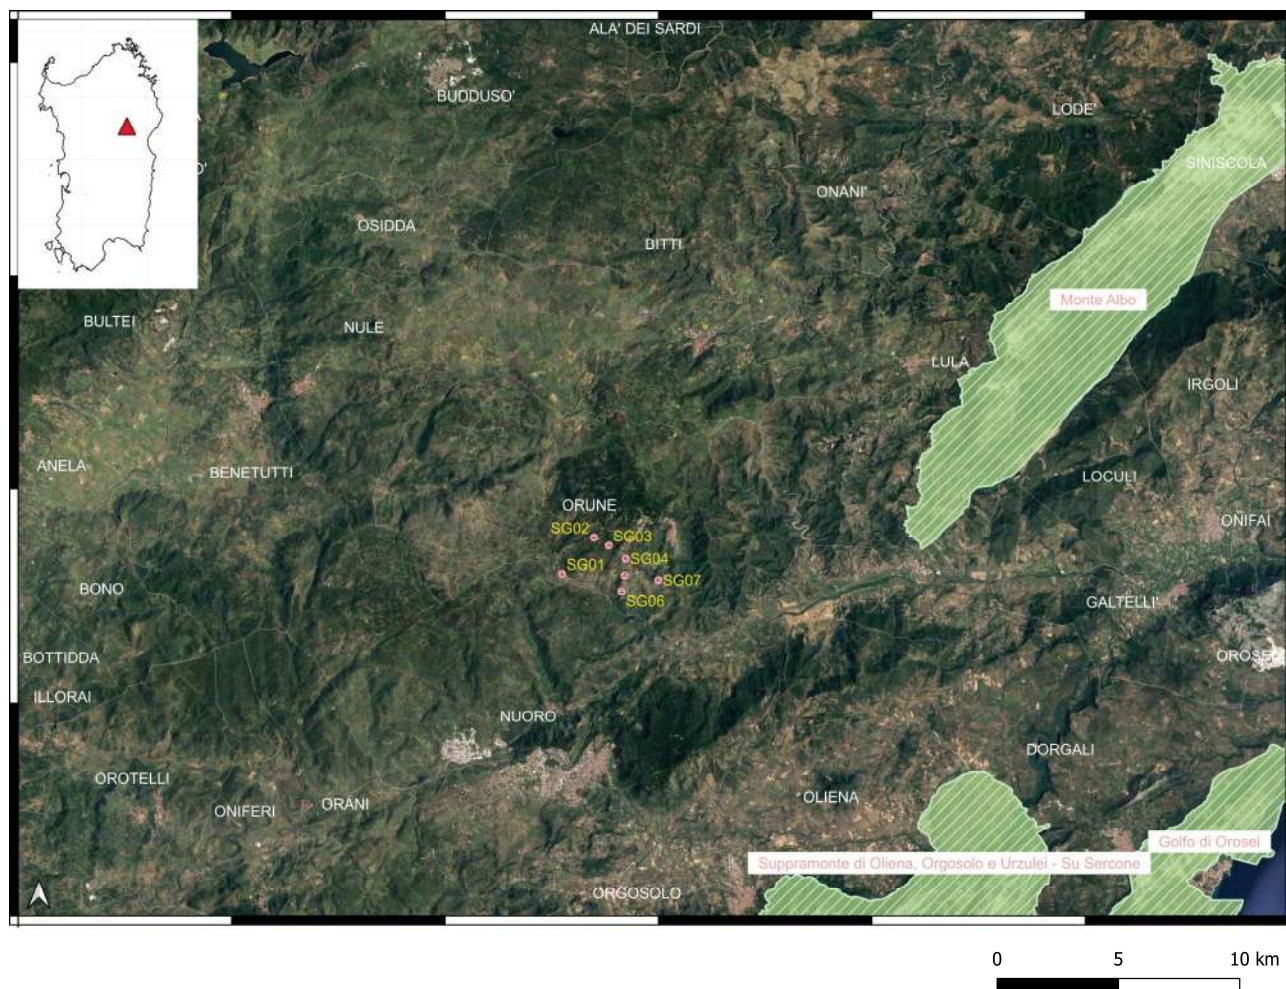 ALA' DEI SARDI
BUDDUSO'
LODE'
SINISCOLA
ONANI'
OSIDDA
BITTI
Monte Albo
BULTEI
NULE
LULA
IRGOLI
ANELA
BENETUTTI
LOCULI
ORUNE
ONIFAI
SG02
SG03
SG04
SG01
SG07
SG06
BONO
GALTELLI'
BOTTIDDA
OROSEI
ILLORAI
NUORO
DORGALI
OROTELLI
OLIENA
ONIFERI
ORANI
Golfo di Orosei
Suppramonte di Oliena, Orgosolo e Urzulei - Su Sercone
ORGOSOLO
0 5 10 km